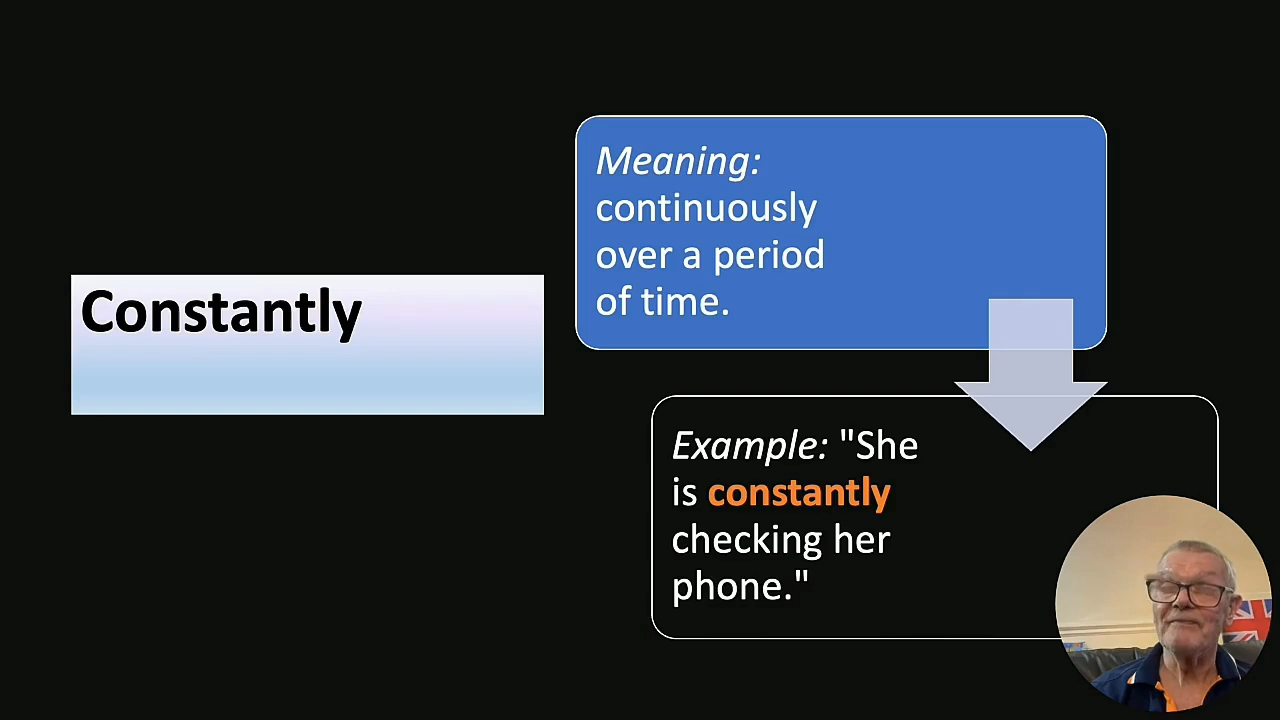 Constantly
Meaning:
continuously
over a period
of time.
Example: "She
is constantly
checking her
phone."